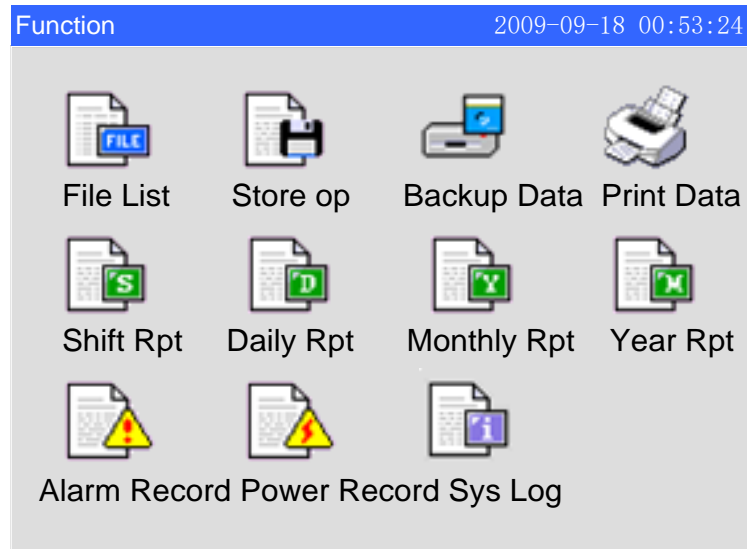 Function 2009-09-18 00:53:24
FILE
File List Store op Backup Data Print Data
S D Y M
Shift Rpt Daily Rpt Monthly Rpt Year Rpt
i
Alarm Record Power Record Sys Log